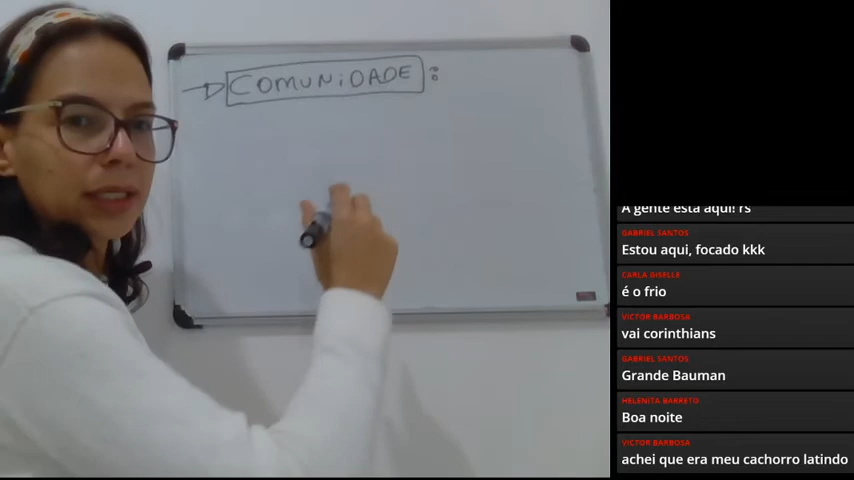 COMUNIDADE:
A gente está aqui! rs
GABRIEL SANTOS
Estou aqui, focado kkk
CARLA GISELLE
é o frio
VICTOR BARBOSA
vai corinthians
GABRIEL SANTOS
Grande Bauman
HELENITA BARRETO
Boa noite
VICTOR BARBOSA
achei que era meu cachorro latindo